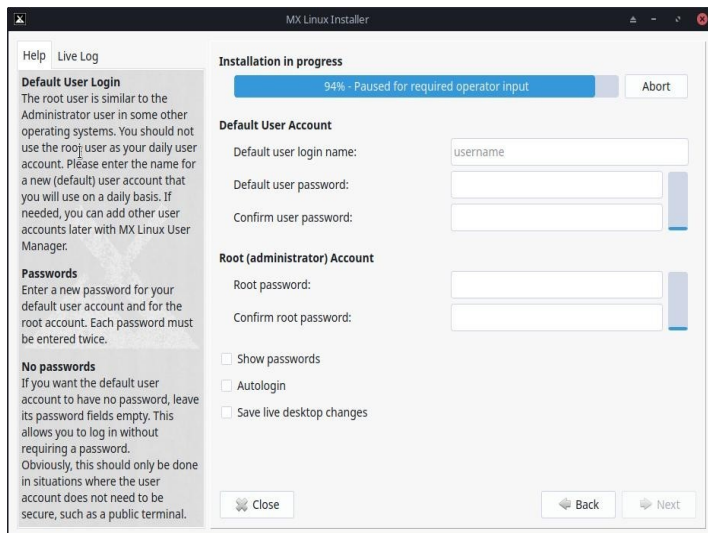 MX Linux Installer
Help
Live Log
Default User Login
The root user is similar to the
Administrator user in some other
operating systems. You should not
use the root user as your daily user
account. Please enter the name for
a new (default) user account that
you will use on a daily basis. If
needed, you can add other user
accounts later with MX Linux User
Manager.
Passwords
Enter a new password for your
default user account and for the
root account. Each password must
be entered twice.
No passwords
If you want the default user
account to have no password, leave
its password fields empty. This
allows you to log in without
requiring a password.
Obviously, this should only be done
in situations where the user
account does not need to be
secure, such as a public terminal.
Installation in progress
94% - Paused for required operator input
Abort
Default User Account
Default user login name:
username
Default user password:
Confirm user password:
Root (administrator) Account
Root password:
Confirm root password:
Show passwords
Autologin
Save live desktop changes
Close
Back
Next